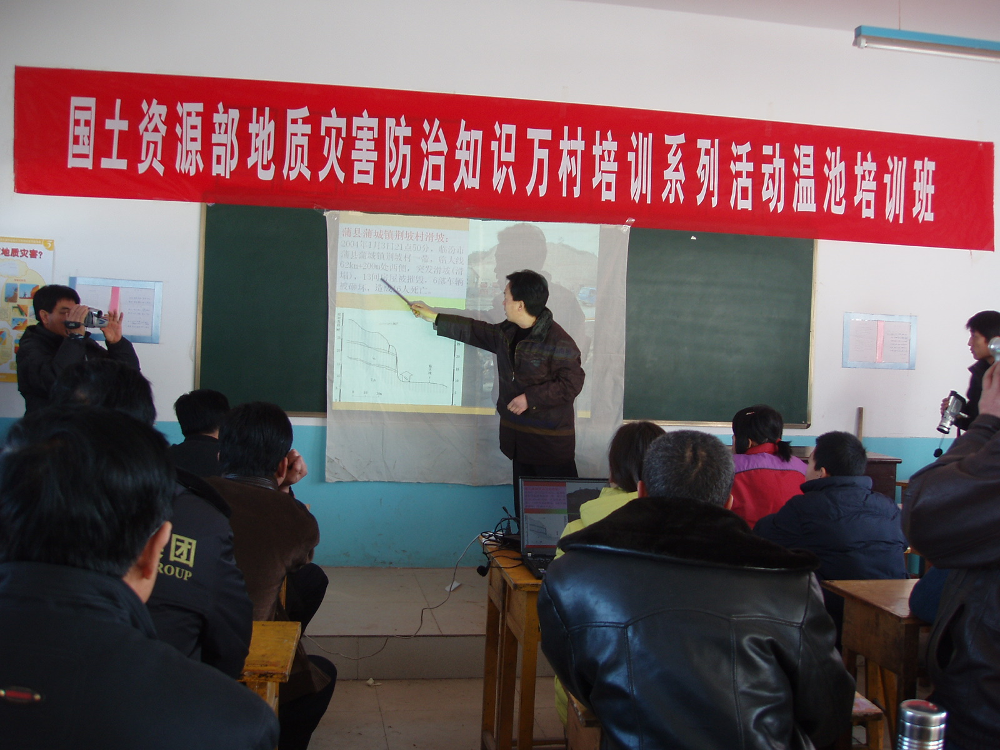 国土资源部地质灾害防治知识万村培训系列活动温池培训班
蒲县蒲城镇荆坡村滑坡：
2004年1月3日21点50分，临汾市
蒲县蒲城镇荆坡村一带，临大线
62km+200m处西侧，突发滑坡(滑
塌)，13间房屋被摧毁，6部车辆
被砸坏，造成16人死亡。
地质灾害?
团
ROUP